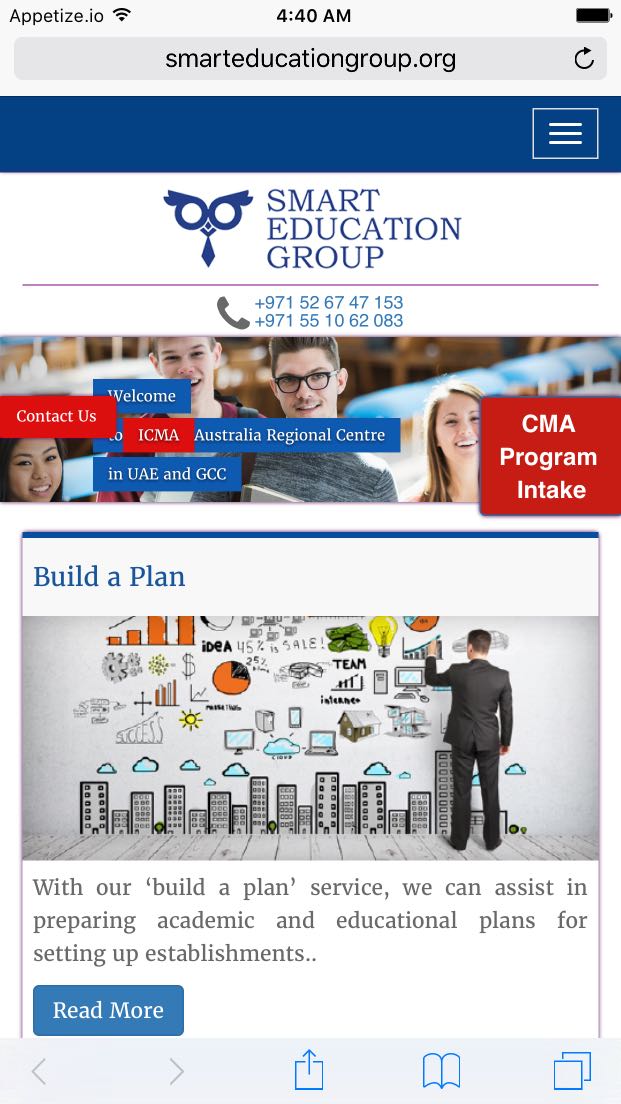 Appetize.io
4:40 AM
smarteducationgroup.org
SMART
EDUCATION
GROUP
+971 52 67 47 153
+971 55 10 62 083
Contact Us
Welcome
to ICMA Australia Regional Centre
in UAE and GCC
CMA
Program
Intake
Build a Plan
IDEA 45% is SALE!
25%
TEAM
internet
marketing
SUCCESS
CLOUD
With our ‘build a plan’ service, we can assist in
preparing academic and educational plans for
setting up establishments..
Read More